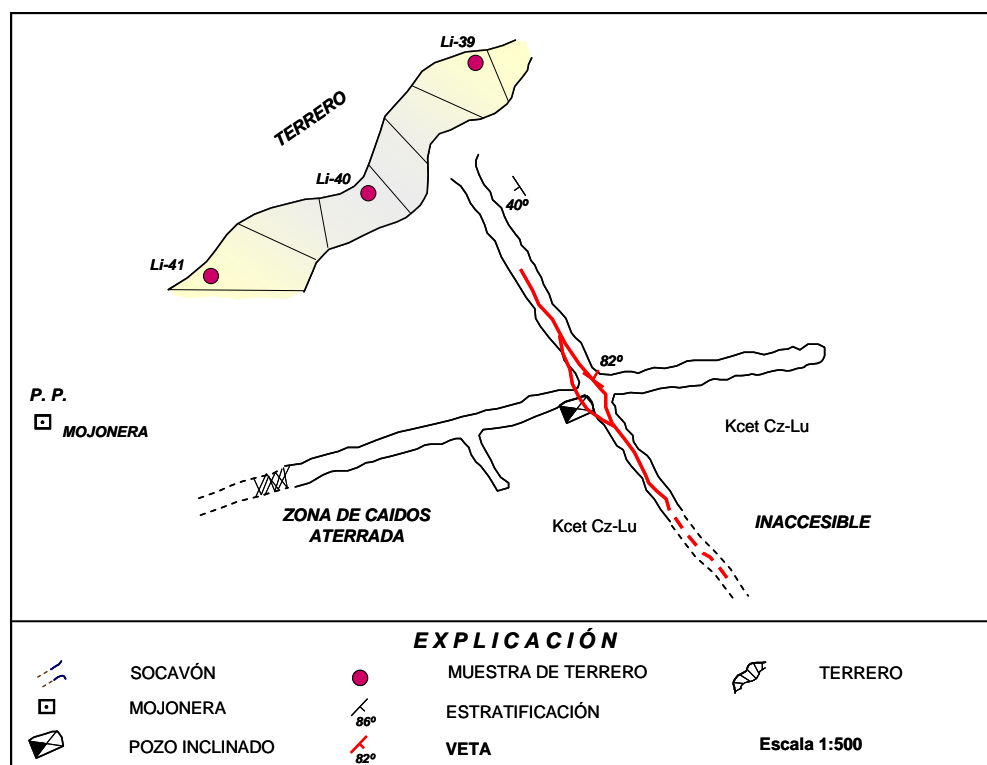 Li-39
TERRERO
Li-40
40º
Li-41
82º
P. P.
MOJONERA
Kcet Cz-Lu
ZONA DE CAIDOS
ATERRADA
Kcet Cz-Lu
INACCESIBLE
EXPLICACIÓN
SOCAVÓN
MUESTRA DE TERRERO
TERRERO
MOJONERA
86º
ESTRATIFICACIÓN
POZO INCLINADO
82º
VETA
Escala 1:500